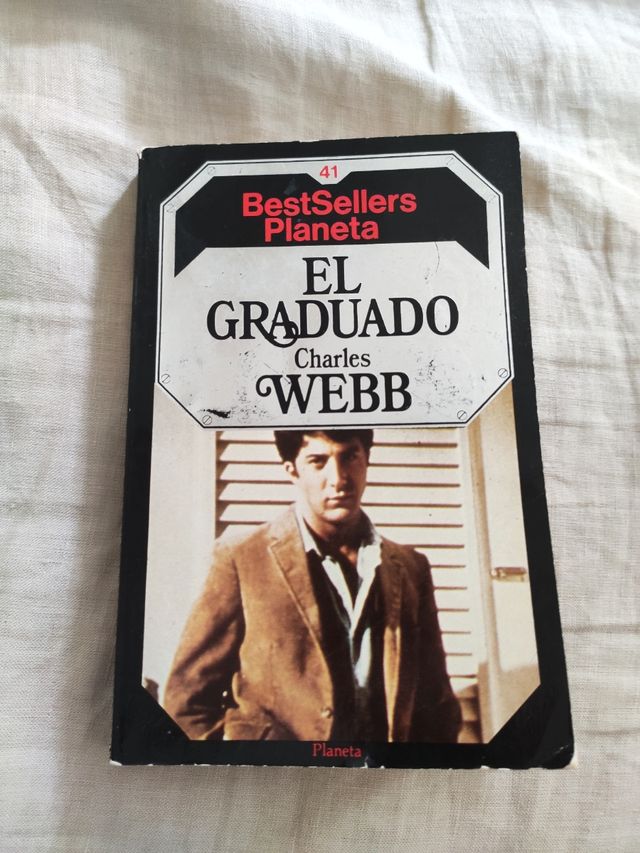 41
BestSellers
Planeta
EL
GRADUADO
Charles
WEBB
Planeta